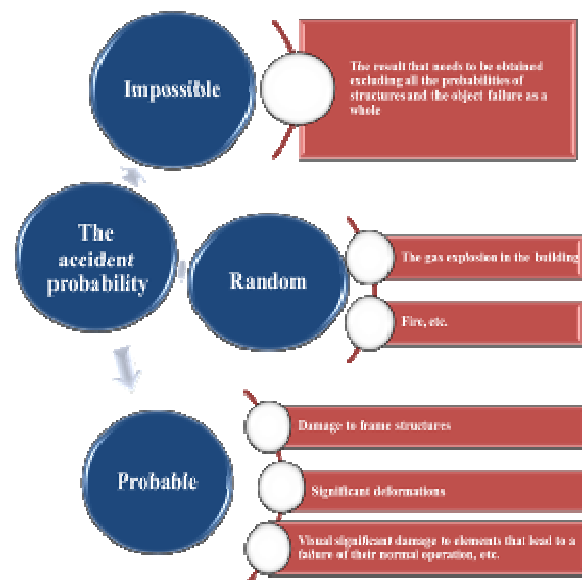 Impossible
The result that needs to be obtained
excluding all the probabilities of
structures and the object failure as a
whole
The
accident
probability
Random
The gas explosion in the building
Fire, etc.
Probable
Damage to frame structures
Significant deformations
Visual significant damage to elements that lead to a
failure of their normal operation, etc.